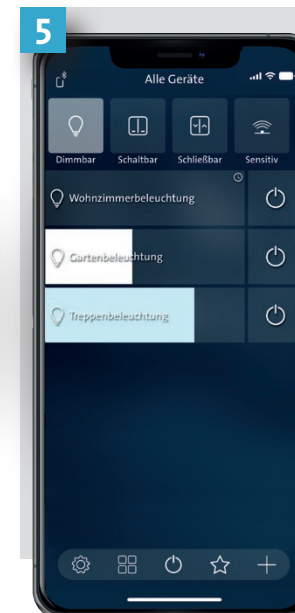 5
Alle Geräte
Dimmbar Schaltbar Schließbar Sensitiv
Wohnzimmerbeleuchtung
Gartenbeleuchtung
Treppenbeleuchtung